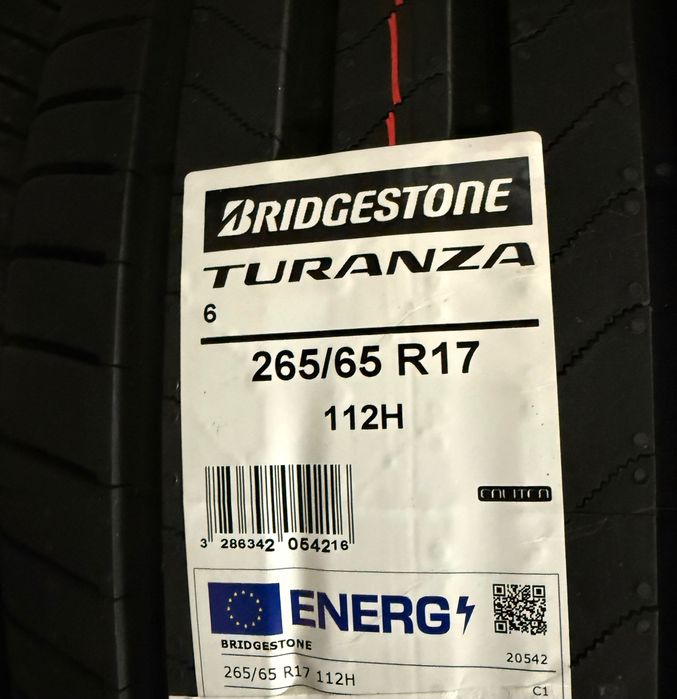 BRIDGESTONE
TURANZA
6
265/65 R17
112H
ENLITEN
3 286342 054216
ENERG
BRIDGESTONE
20542
265/65 R17 112H
C1